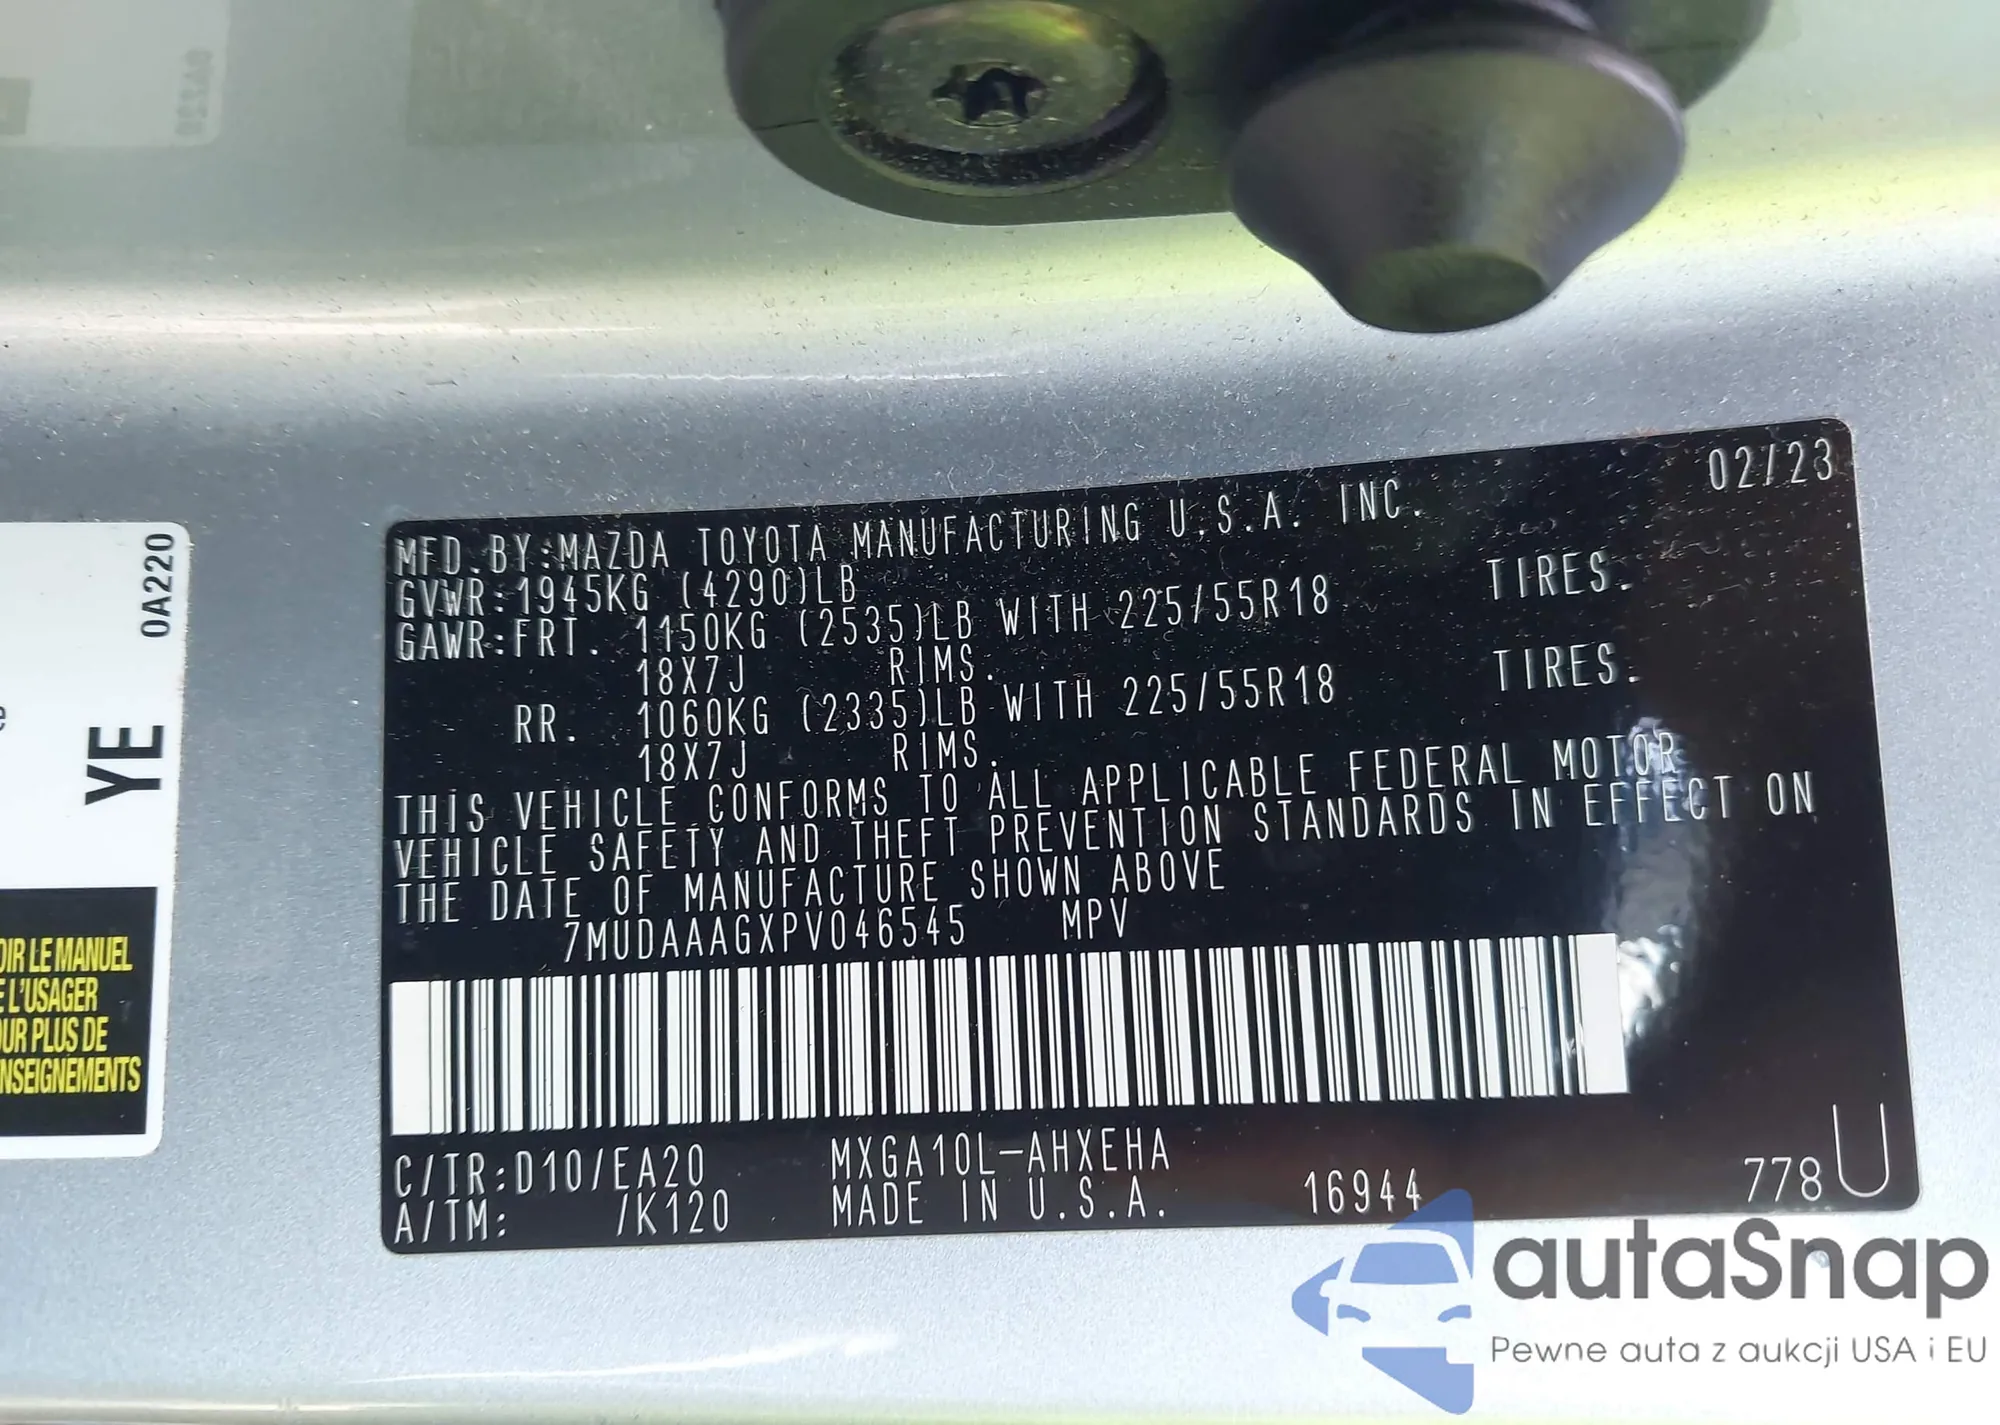 0A220
YE
OIR LE MANUEL
E L'USAGER
OUR PLUS DE
NSEIGNEMENTS
02/23
MFD.BY:MAZDA TOYOTA MANUFACTURING U.S.A. INC.
GVWR:1945KG (4290)LB
GAWR:FRT. 1150KG (2535)LB WITH 225/55R18 TIRES.
18X7J RIMS.
RR. 1060KG (2335)LB WITH 225/55R18 TIRES.
18X7J RIMS.
THIS VEHICLE CONFORMS TO ALL APPLICABLE FEDERAL MOTOR
VEHICLE SAFETY AND THEFT PREVENTION STANDARDS IN EFFECT ON
THE DATE OF MANUFACTURE SHOWN ABOVE
7MUDAAAGXPV046545 MPV
C/TR:D10/EA20 MXGA10L-AHXEHA
A/TM: /K120 MADE IN U.S.A. 16944 778U
autaSnap
Pewne auta z aukcji USA i EU